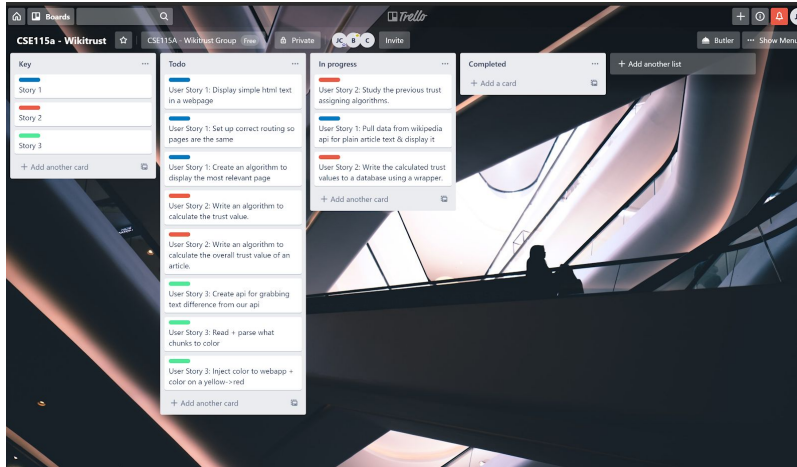 Boards
Trello
CSE115a - Wikitrust
CSE115A - Wikitrust Group Free
Private
JC B C
Invite
Butler
... Show Menu
Key
Story 1
Story 2
Story 3
+ Add another card
Todo
User Story 1: Display simple html text
in a webpage
User Story 1: Set up correct routing so
pages are the same
User Story 1: Create an algorithm to
display the most relevant page
User Story 2: Write an algorithm to
calculate the trust value.
User Story 2: Write an algorithm to
calculate the overall trust value of an
article.
User Story 3: Create api for grabbing
text difference from our api
User Story 3: Read + parse what
chunks to color
User Story 3: Inject color to webapp +
color on a yellow->red
+ Add another card
In progress
User Story 2: Study the previous trust
assigning algorithms.
User Story 1: Pull data from wikipedia
api for plain article text & display it
User Story 2: Write the calculated trust
values to a database using a wrapper.
+ Add another card
Completed
+ Add a card
+ Add another list